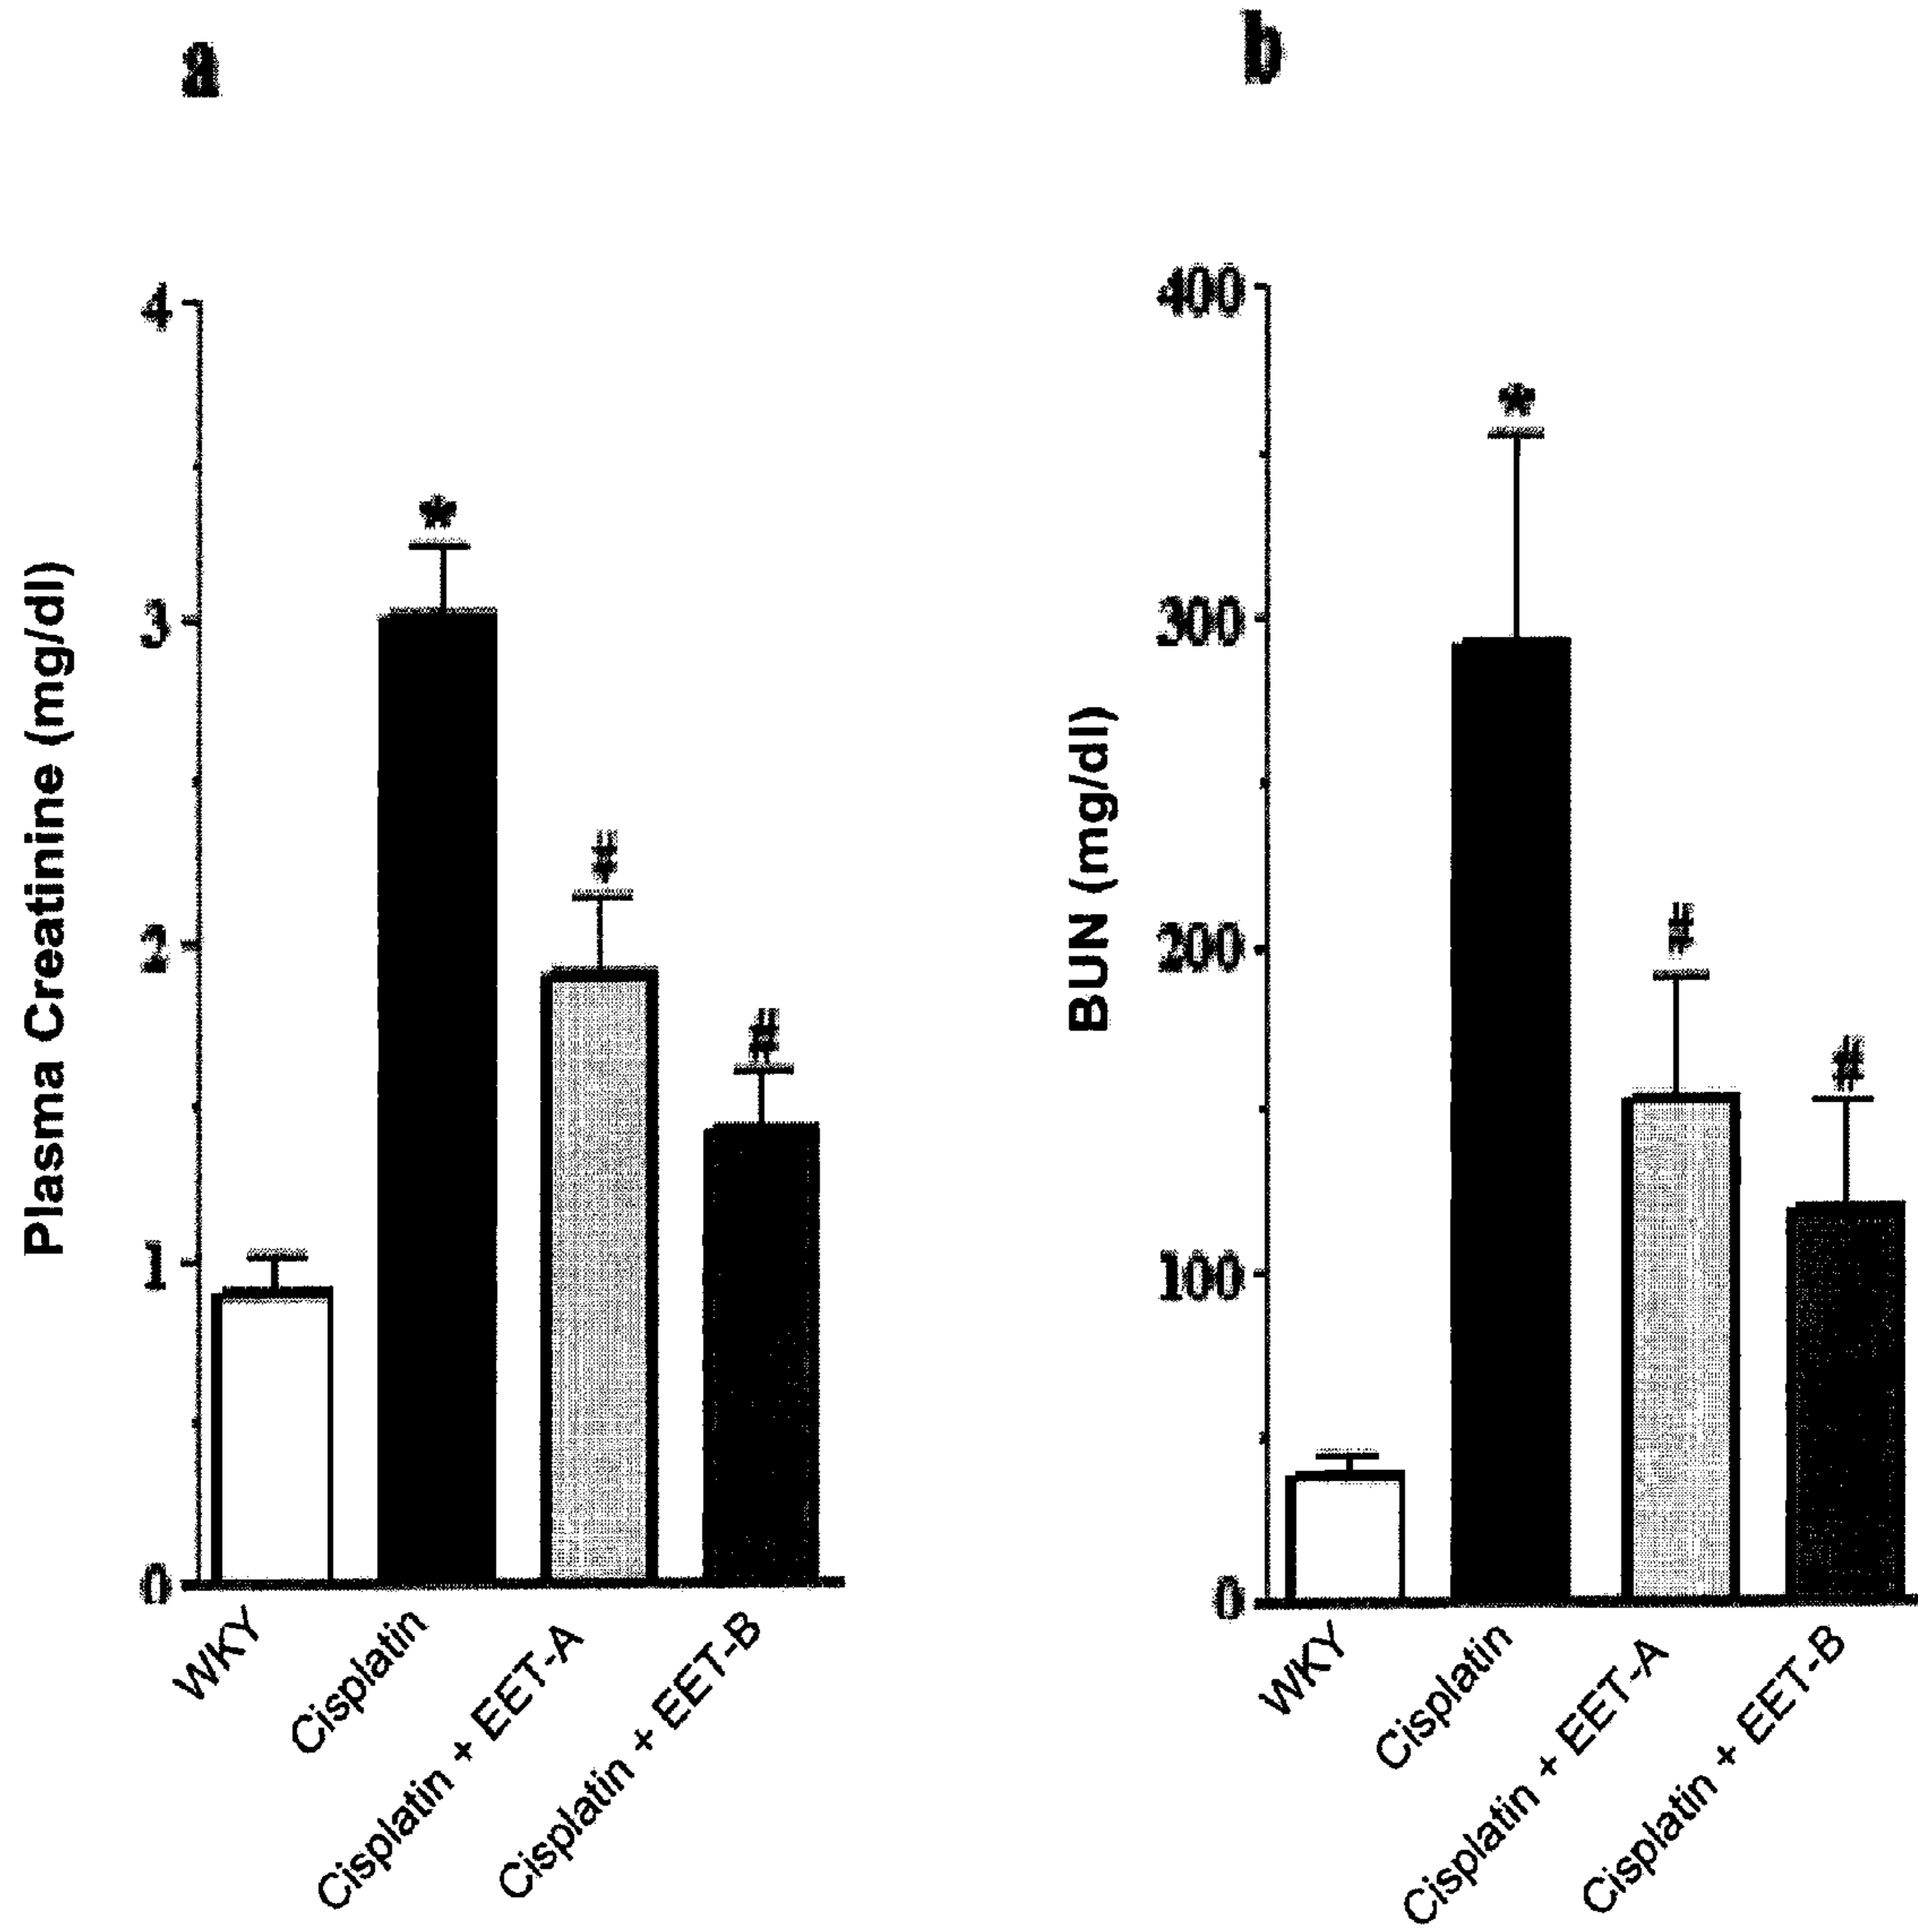 a
Plasma Creatinine (mg/dl)
4
3
2
1
0
*
#
#
WKY
Cisplatin
Cisplatin + EET-A
Cisplatin + EET-B
b
BUN (mg/dl)
400
300
200
100
0
*
#
#
WKY
Cisplatin
Cisplatin + EET-A
Cisplatin + EET-B